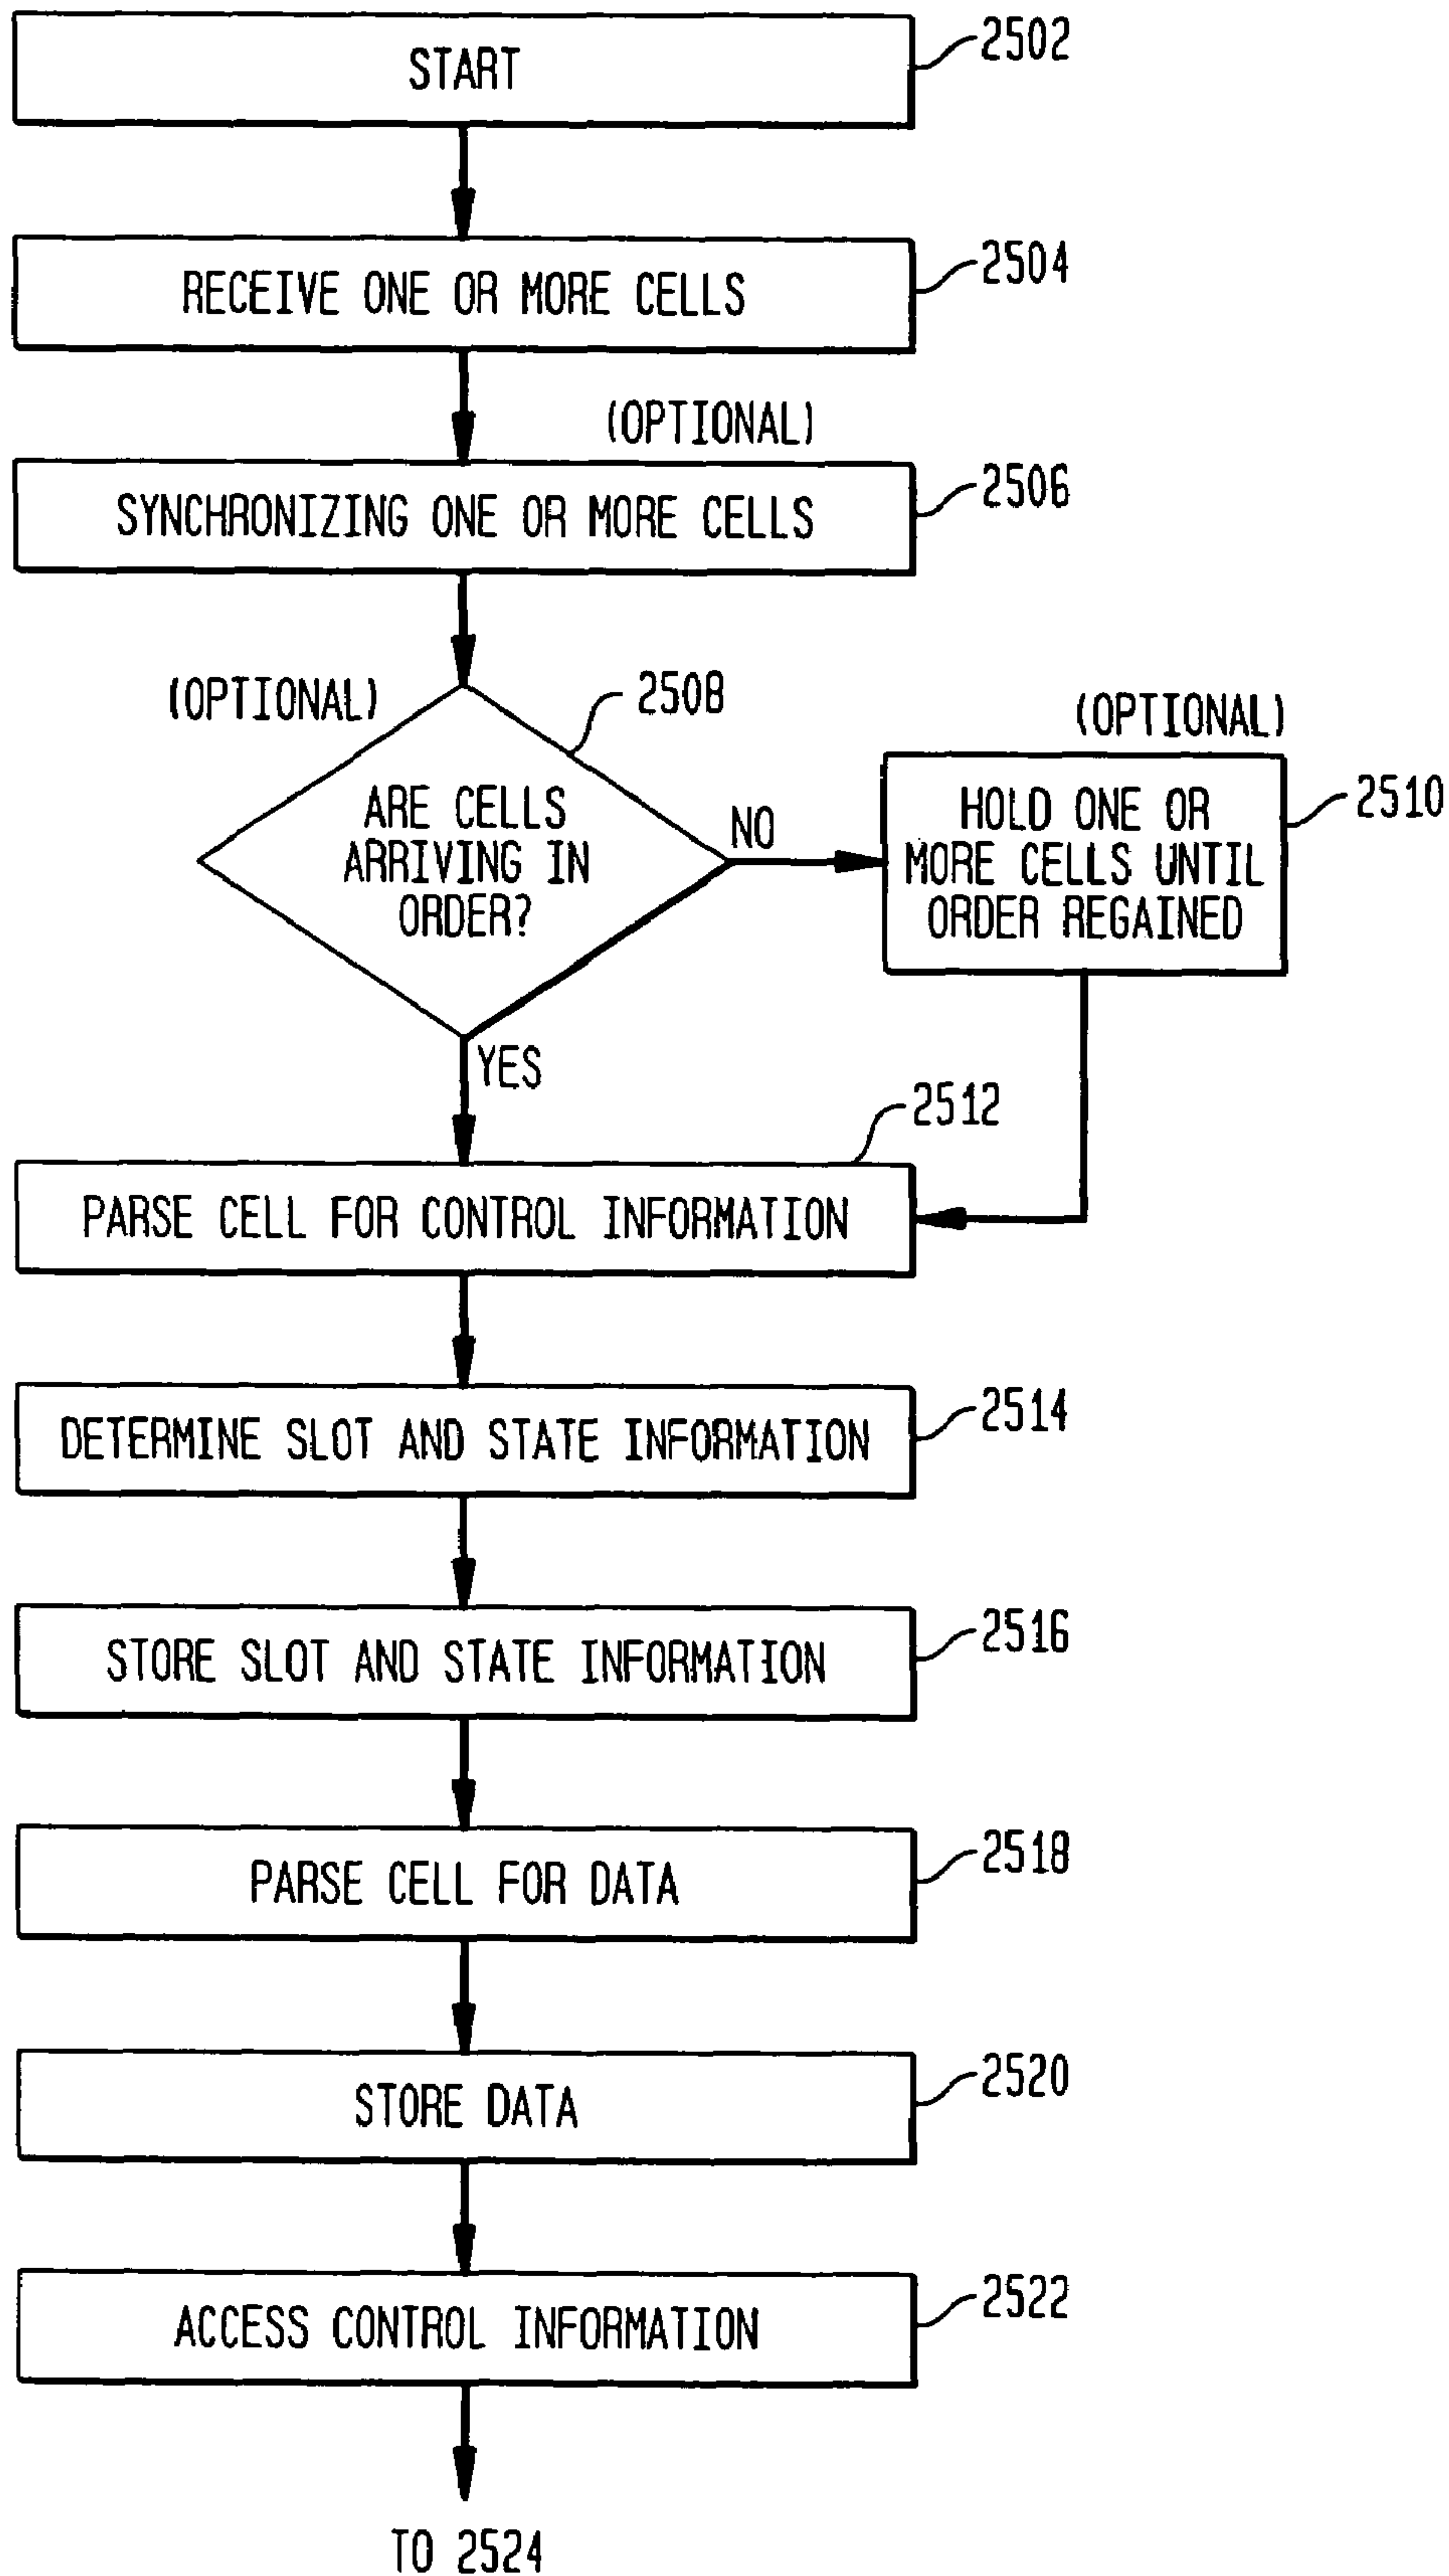 START
2502
RECEIVE ONE OR MORE CELLS
2504
(OPTIONAL)
SYNCHRONIZING ONE OR MORE CELLS
2506
(OPTIONAL)
2508
ARE CELLS
ARRIVING IN
ORDER?
NO
(OPTIONAL)
HOLD ONE OR
MORE CELLS UNTIL
ORDER REGAINED
2510
YES
2512
PARSE CELL FOR CONTROL INFORMATION
DETERMINE SLOT AND STATE INFORMATION
2514
STORE SLOT AND STATE INFORMATION
2516
PARSE CELL FOR DATA
2518
STORE DATA
2520
ACCESS CONTROL INFORMATION
2522
TO 2524